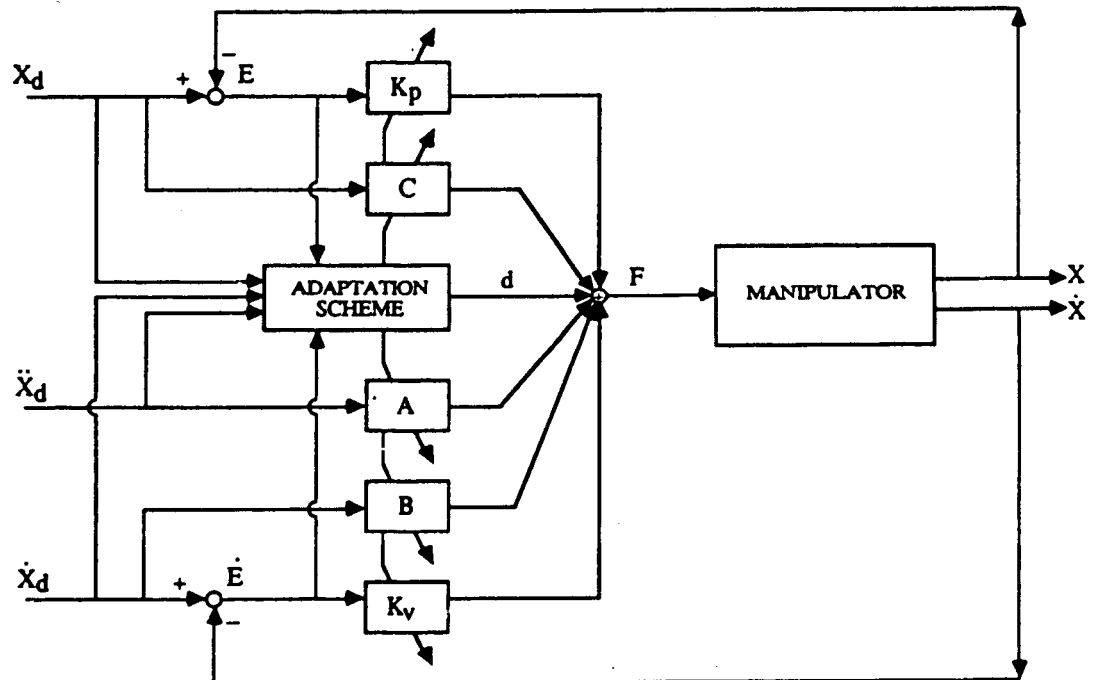 −
E
X_d
+
K_p
C
ADAPTATION
SCHEME
d
F
+
MANIPULATOR
X
Ẋ
Ẍ_d
A
B
Ẋ_d
+
Ė
−
K_v